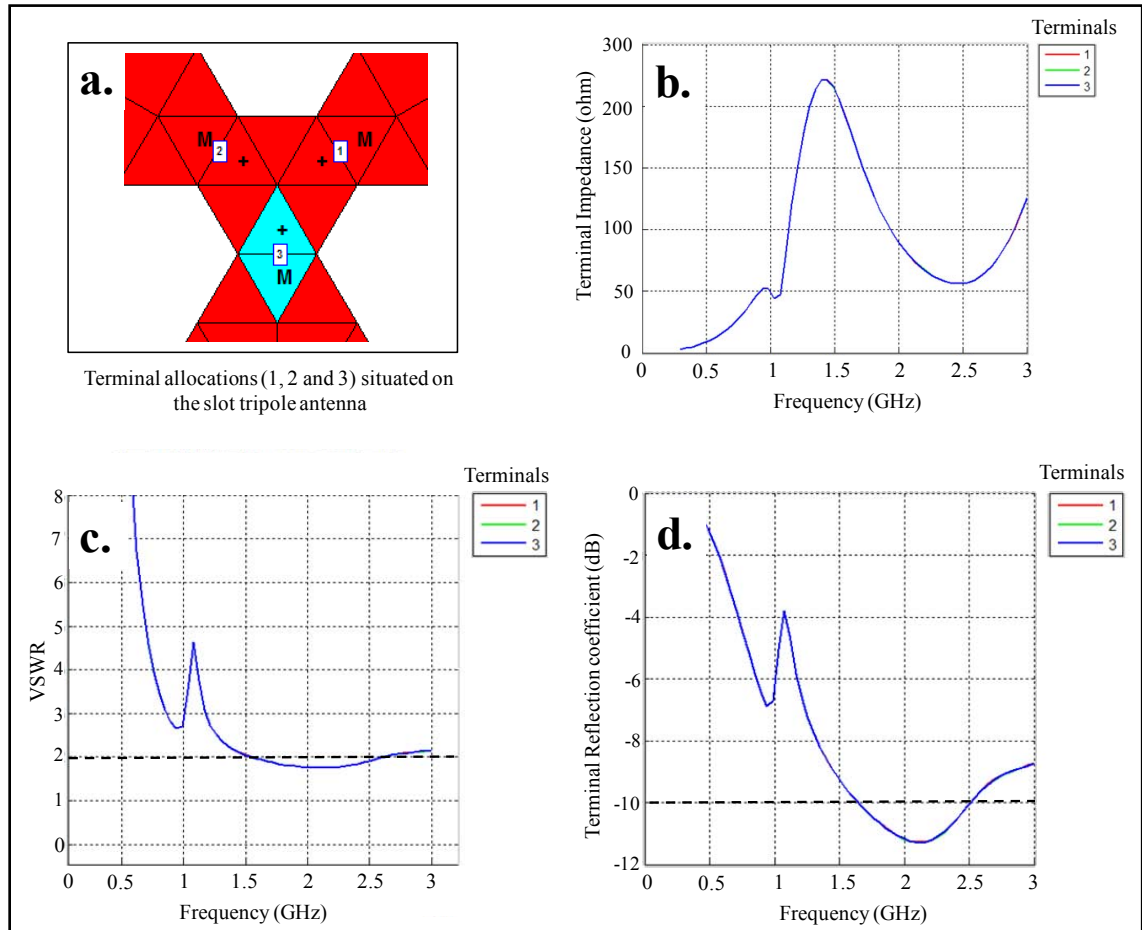 a.
M
2
+
+
1
M
+
3
M
Terminal allocations (1, 2 and 3) situated on
the slot tripole antenna
b.
Terminals
1
2
3
Terminal Impedance (ohm)
300
250
200
150
100
50
0
0 0.5 1 1.5 2 2.5 3
Frequency (GHz)
c.
Terminals
1
2
3
VSWR
8
7
6
5
4
3
2
1
0
0 0.5 1 1.5 2 2.5 3
Frequency (GHz)
d.
Terminals
1
2
3
Terminal Reflection coefficient (dB)
0
-2
-4
-6
-8
-10
-12
0 0.5 1 1.5 2 2.5 3
Frequency (GHz)